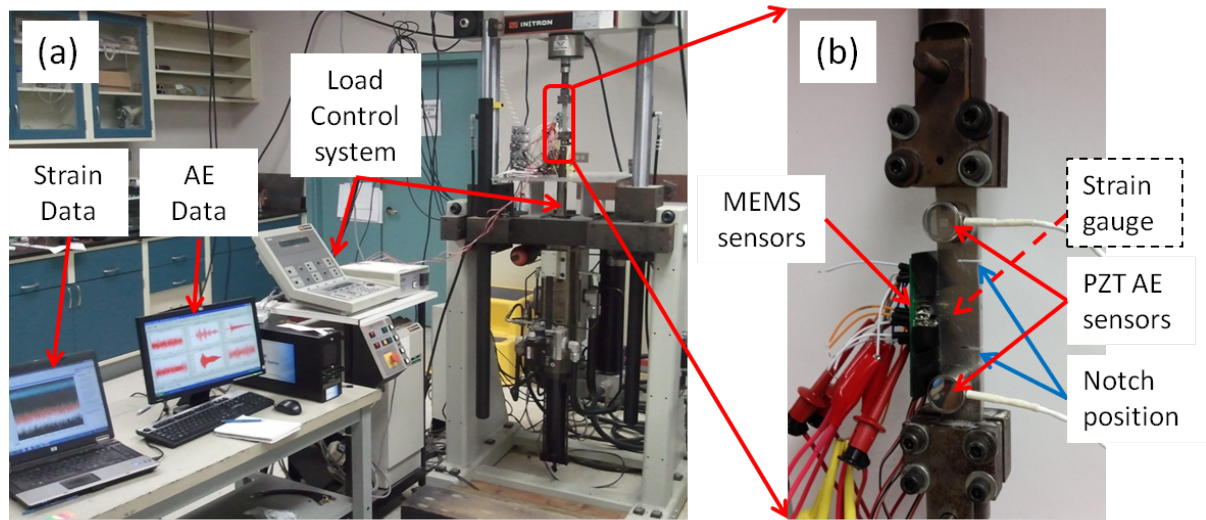 (a)
INSTRON
Load
Control
system
Strain
Data
AE
Data
(b)
MEMS
sensors
Strain
gauge
PZT AE
sensors
Notch
position